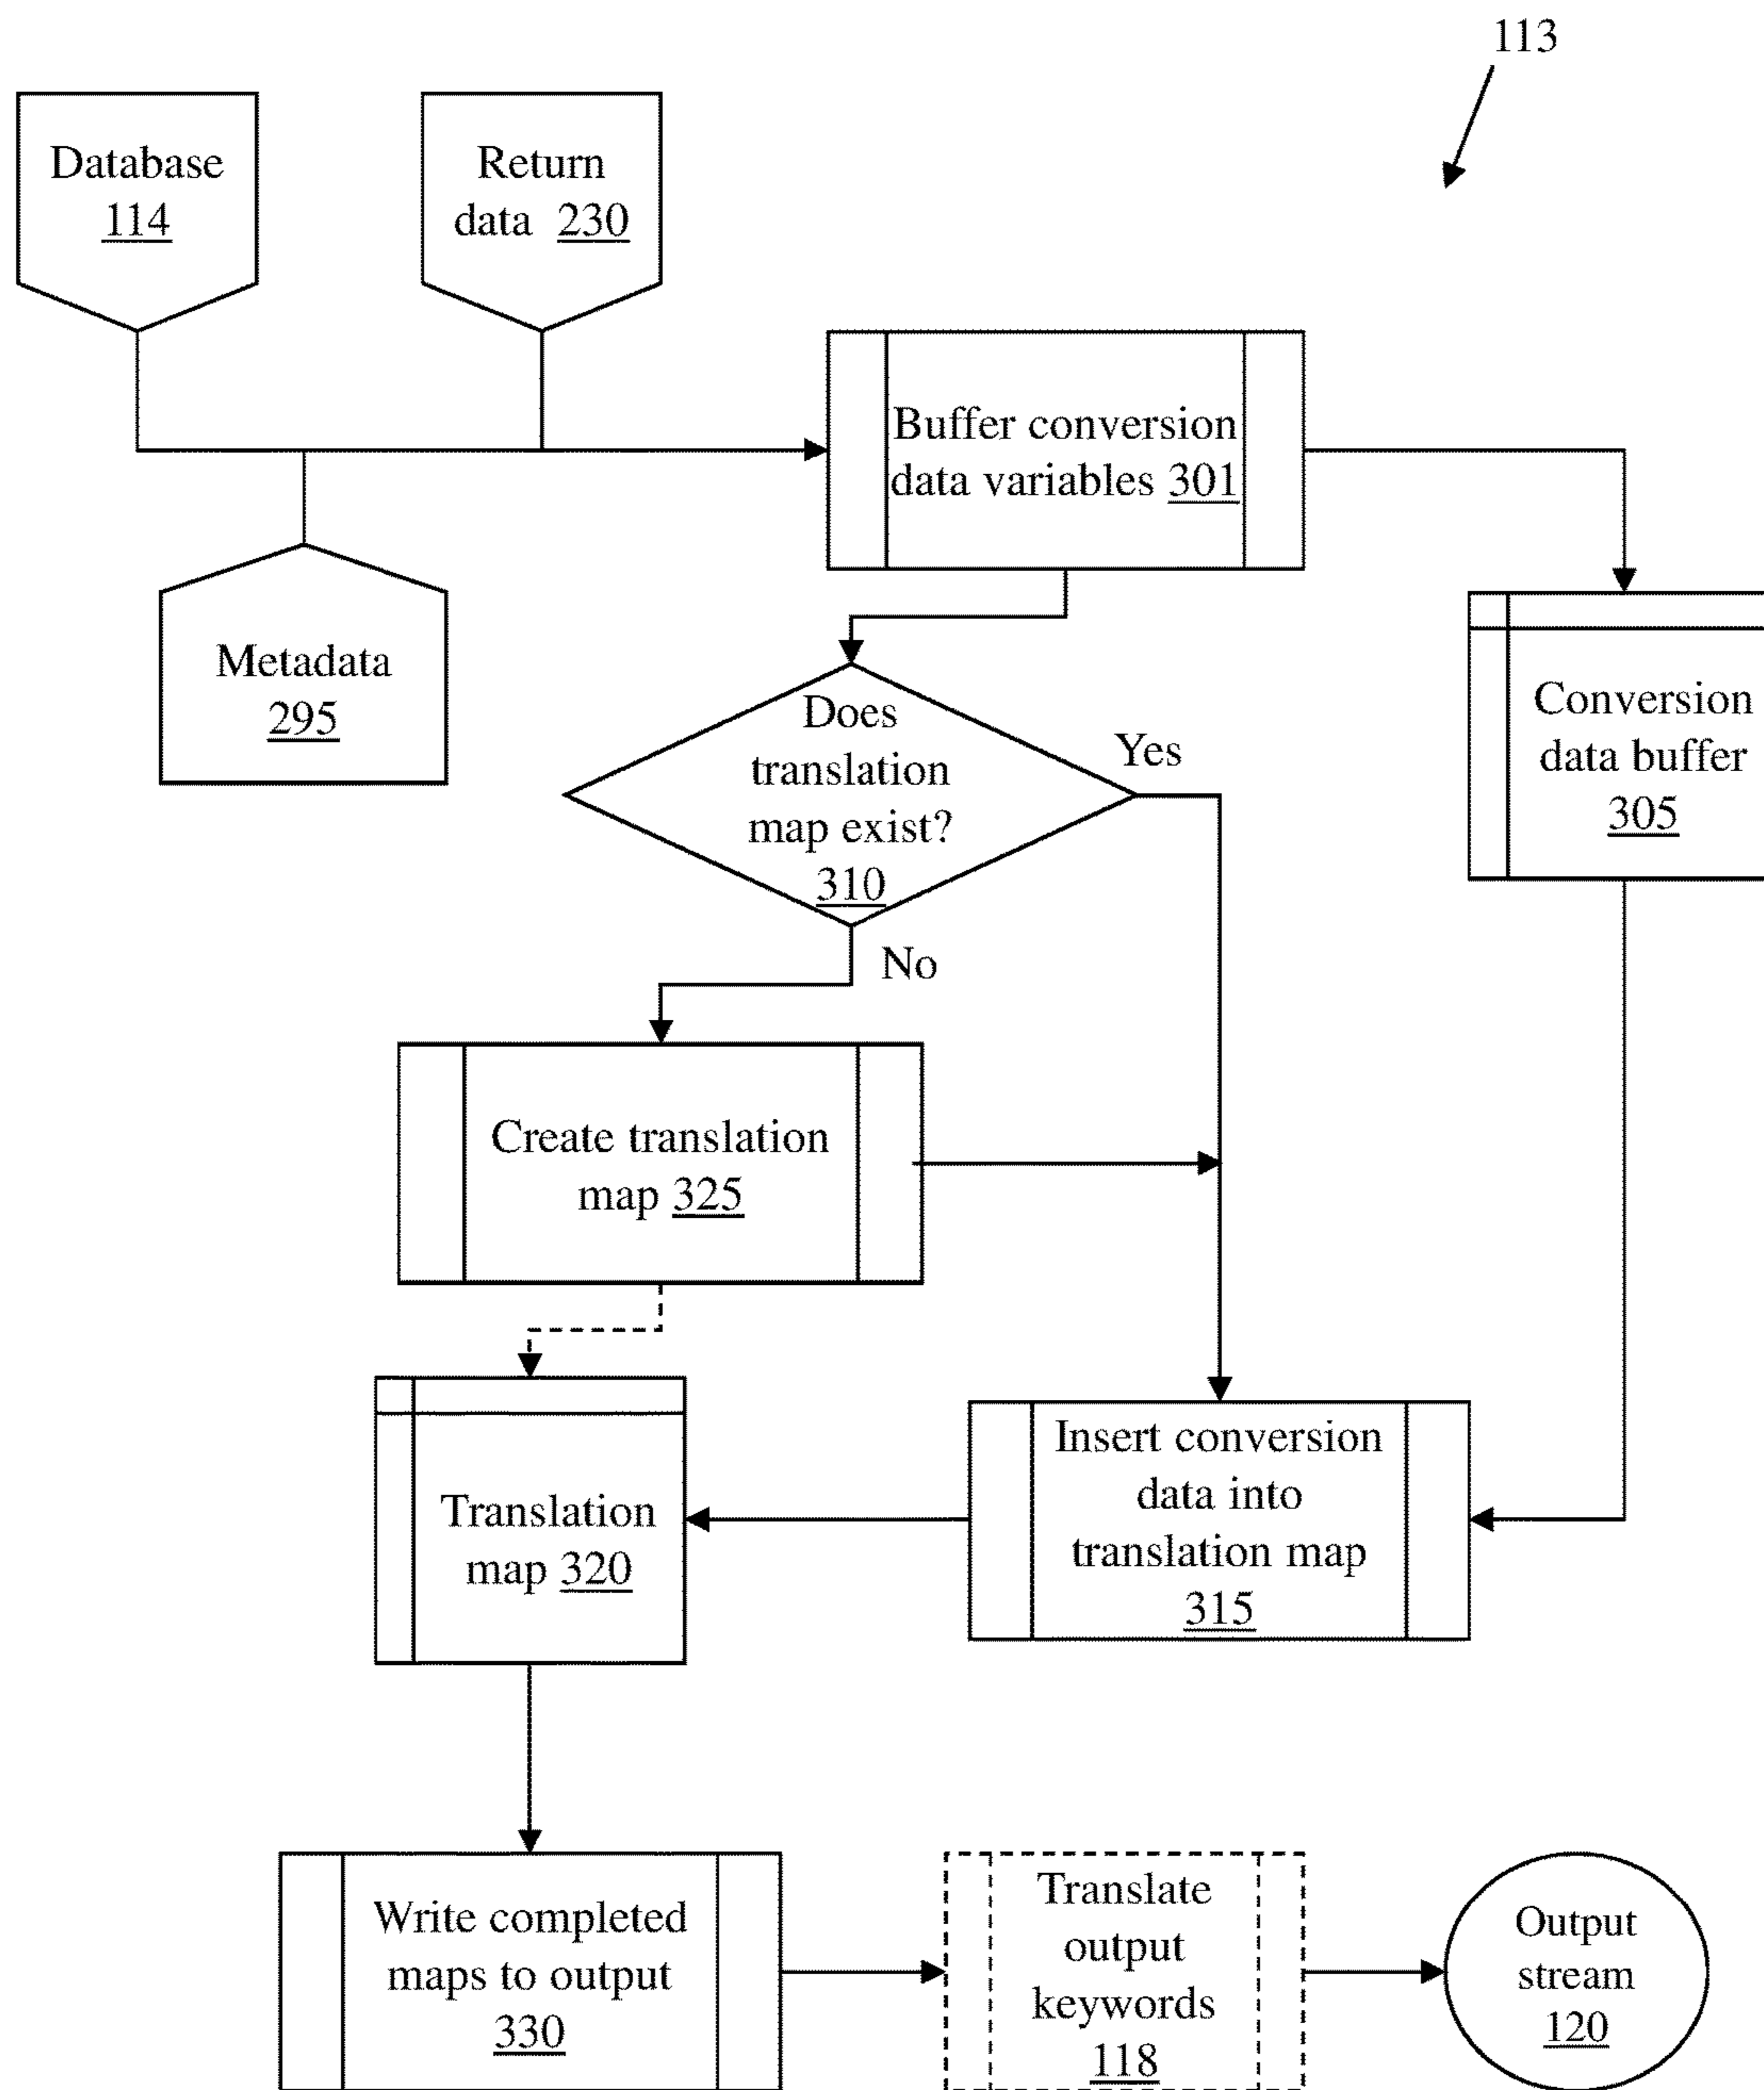 113
Database
114
Return
data 230
Buffer conversion
data variables 301
Metadata
295
Does
translation
map exist?
310
Yes
No
Conversion
data buffer
305
Create translation
map 325
Translation
map 320
Insert conversion
data into
translation map
315
Write completed
maps to output
330
Translate
output
keywords
118
Output
stream
120